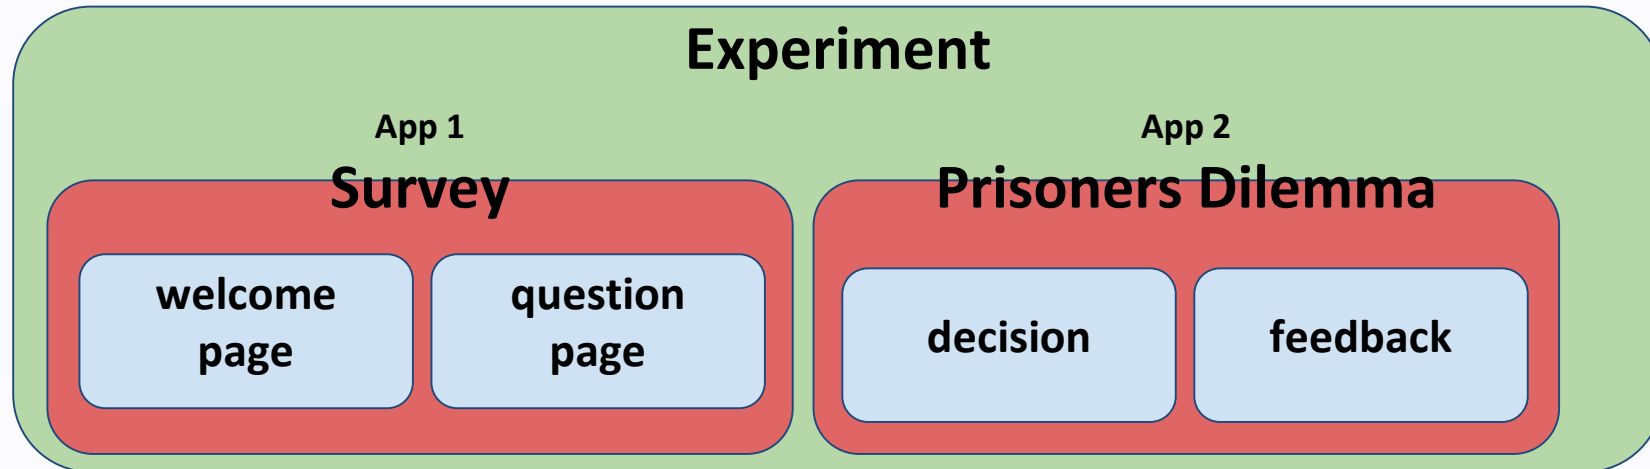 Experiment
App 1
Survey
welcome
page
question
page
App 2
Prisoners Dilemma
decision
feedback